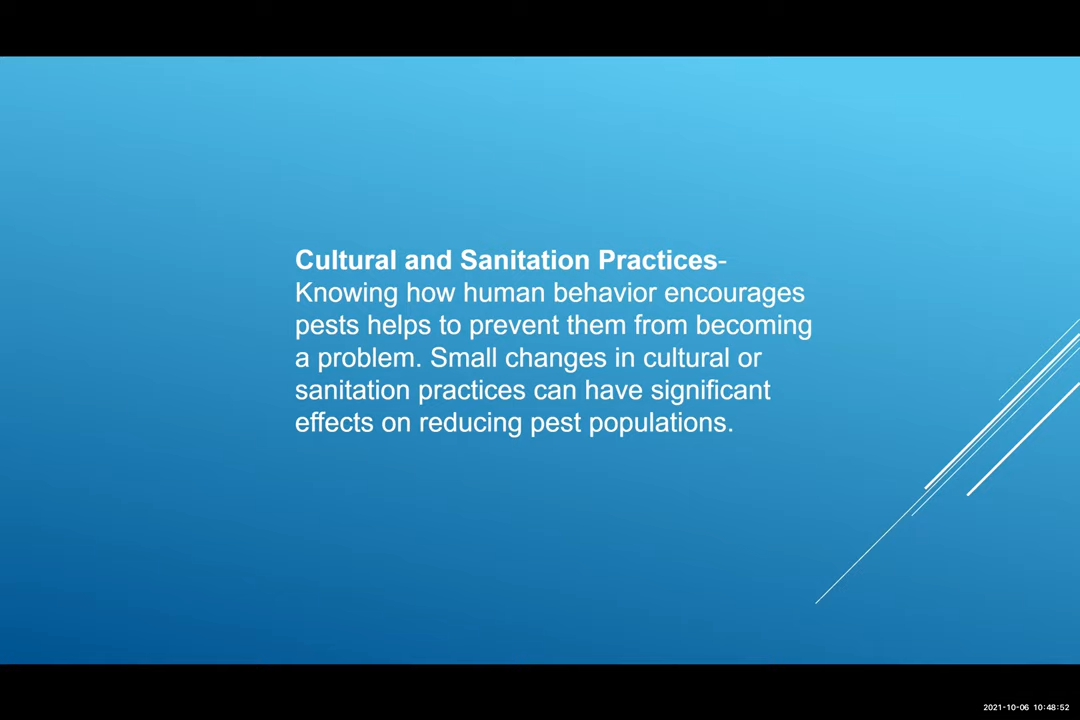 Cultural and Sanitation Practices-
Knowing how human behavior encourages
pests helps to prevent them from becoming
a problem. Small changes in cultural or
sanitation practices can have significant
effects on reducing pest populations.
2021-10-06 10:48:52